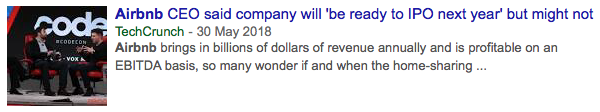 code
#CODECON
VOX
Airbnb CEO said company will 'be ready to IPO next year' but might not
TechCrunch - 30 May 2018
Airbnb brings in billions of dollars of revenue annually and is profitable on an
EBITDA basis, so many wonder if and when the home-sharing ...